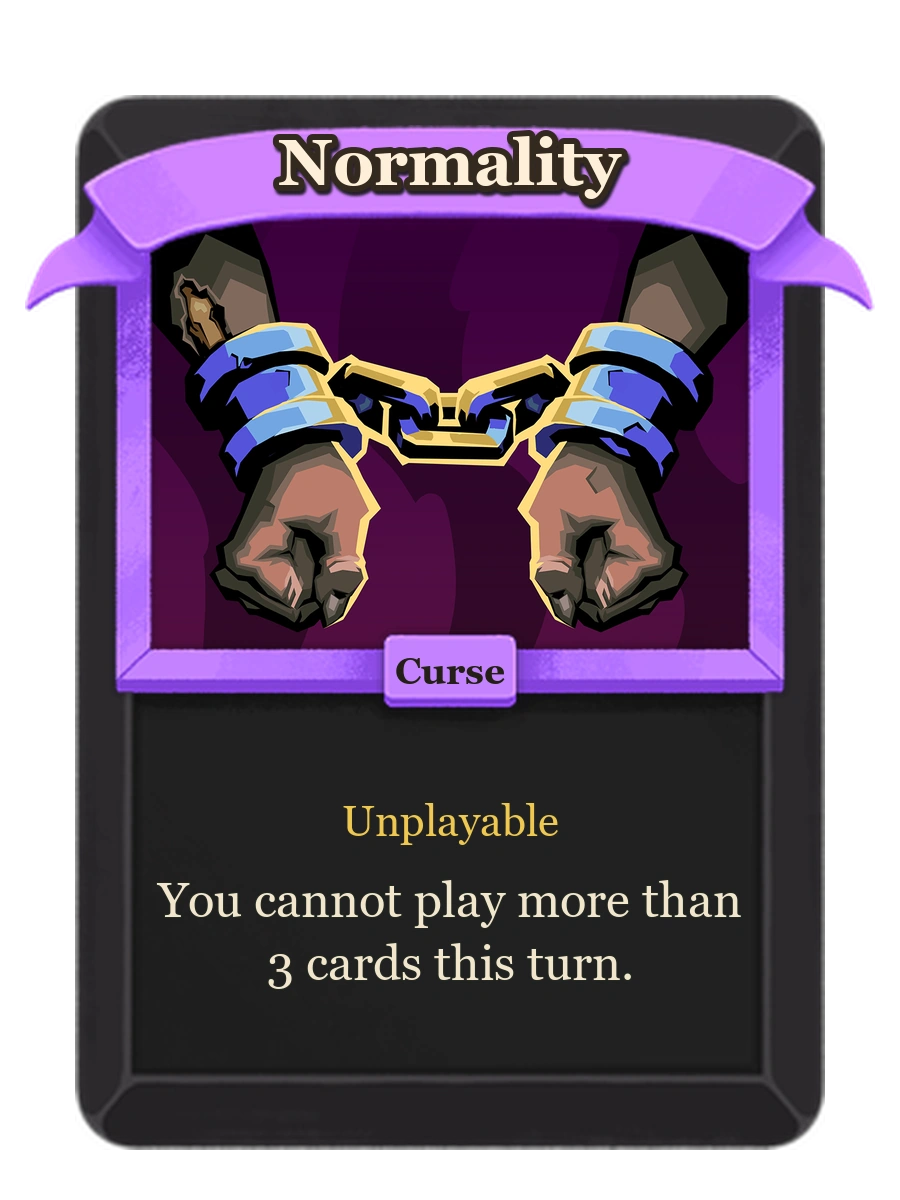 Normality
Curse
Unplayable
You cannot play more than
3 cards this turn.